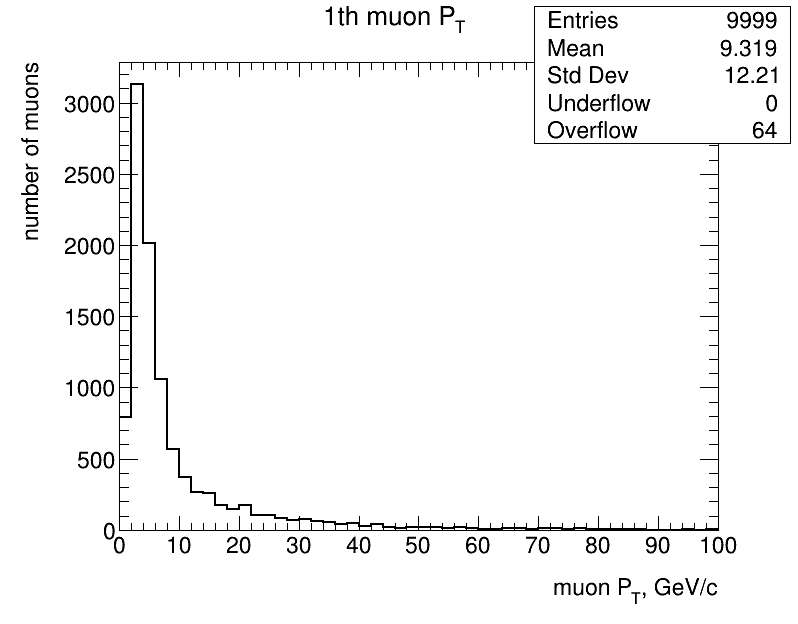 1th muon PT
Entries 9999
Mean 9.319
Std Dev 12.21
Underflow 0
Overflow 64
number of muons
3000
2500
2000
1500
1000
500
0
0 10 20 30 40 50 60 70 80 90 100
muon PT, GeV/c